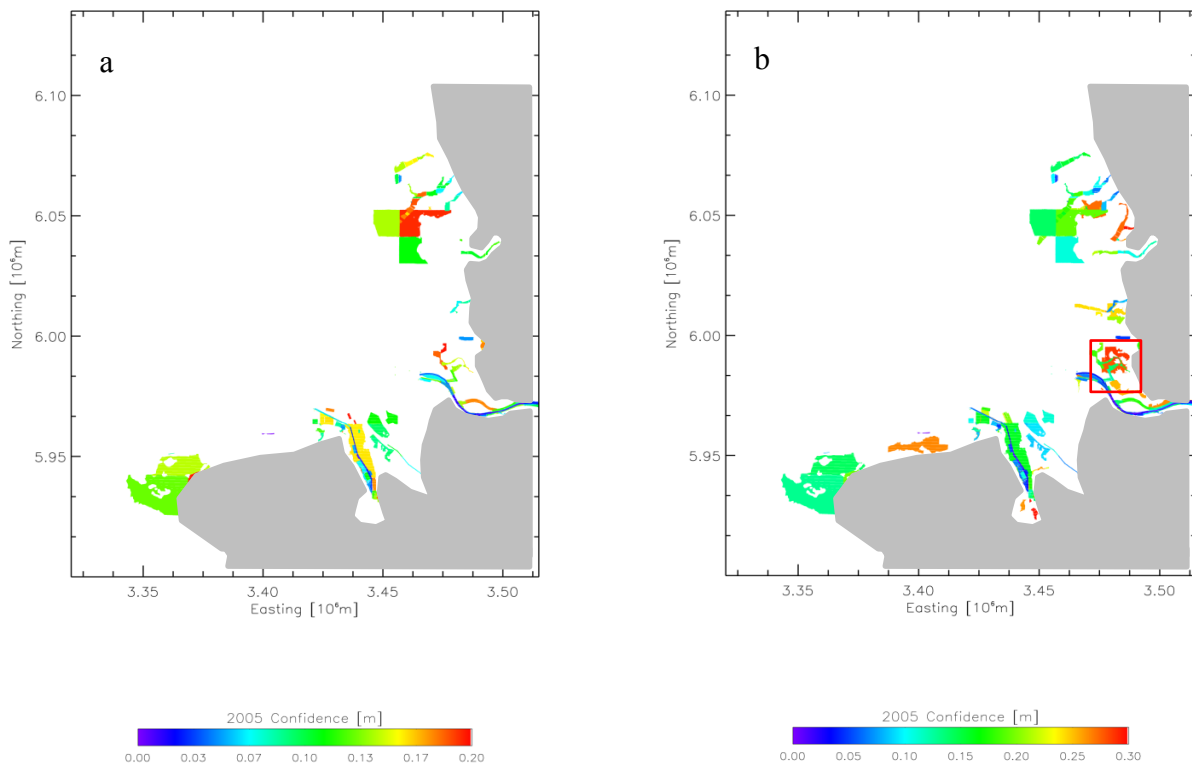 a
6.10
6.05
6.00
5.95
Northing [10⁶m]
3.35 3.40 3.45 3.50
Easting [10⁶m]
2005 Confidence [m]
0.00 0.03 0.07 0.10 0.13 0.17 0.20
b
6.10
6.05
6.00
5.95
Northing [10⁶m]
3.35 3.40 3.45 3.50
Easting [10⁶m]
2005 Confidence [m]
0.00 0.05 0.10 0.15 0.20 0.25 0.30